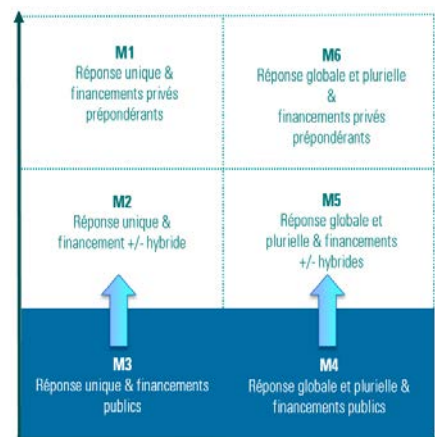 M1
Réponse unique &
financements privés
prépondérants
M6
Réponse globale et plurielle
&
financements privés
prépondérants
M2
Réponse unique &
financement +/- hybride
M5
Réponse globale et
plurielle & financements
+/- hybrides
M3
Réponse unique & financements
publics
M4
Réponse globale et plurielle &
financements publics